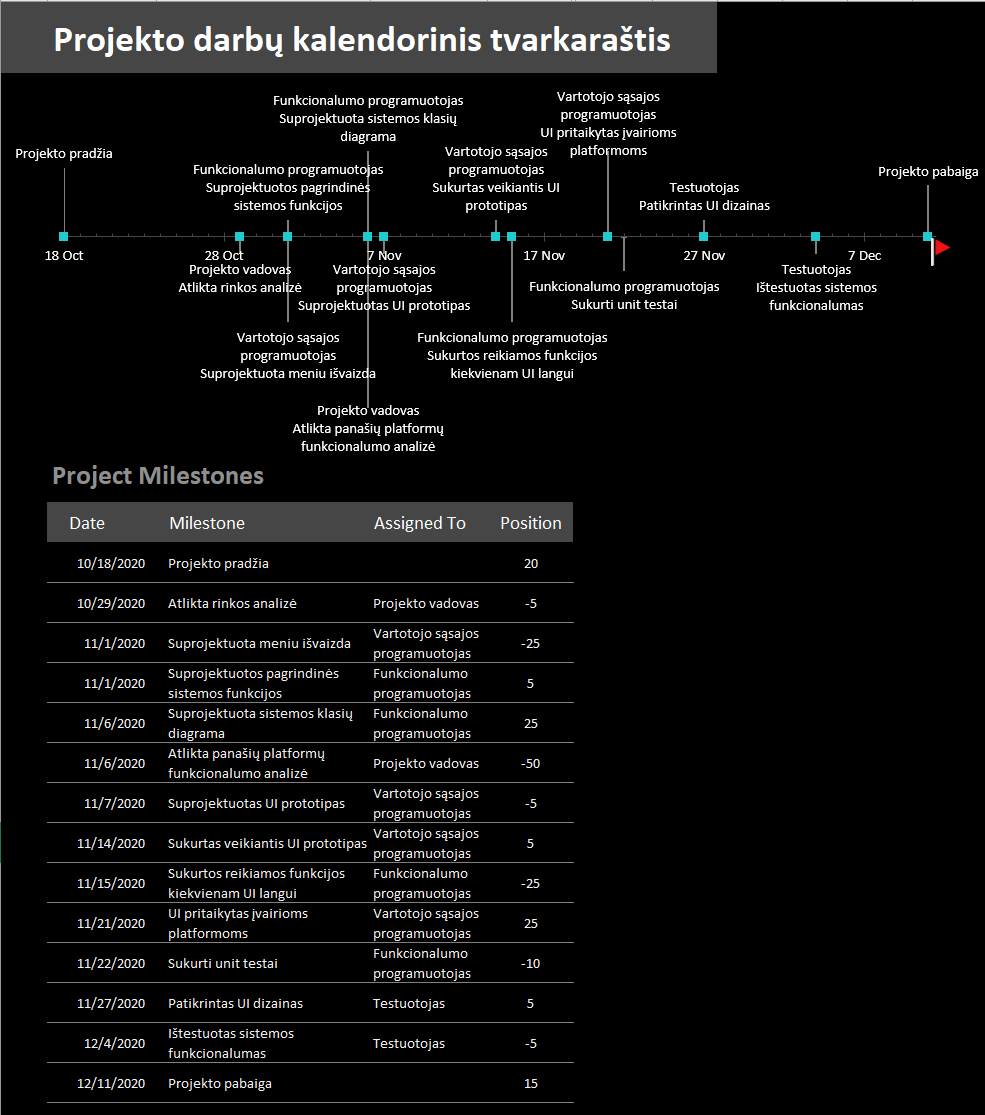 Projekto darbų kalendorinis tvarkaraštis
Projekto pradžia
Funkcionalumo programuotojas
Suprojektuota sistemos klasių
diagrama
Funkcionalumo programuotojas
Suprojektuotos pagrindinės
sistemos funkcijos
Vartotojo sąsajos
programuotojas
Sukurtas veikiantis UI
prototipas
Vartotojo sąsajos
programuotojas
UI pritaikytas įvairioms
platformoms
Testuotojas
Patikrintas UI dizainas
Projekto pabaiga
18 Oct
28 Oct
7 Nov
17 Nov
27 Nov
7 Dec
Projekto vadovas
Atlikta rinkos analizė
Vartotojo sąsajos
programuotojas
Suprojektuotas UI prototipas
Funkcionalumo programuotojas
Sukurti unit testai
Testuotojas
Ištestuotas sistemos
funkcionalumas
Vartotojo sąsajos
programuotojas
Suprojektuota meniu išvaizda
Funkcionalumo programuotojas
Sukurtos reikiamos funkcijos
kiekvienam UI langui
Projekto vadovas
Atlikta panašių platformų
funkcionalumo analizė
Project Milestones
Date Milestone Assigned To Position
10/18/2020 Projekto pradžia 20
10/29/2020 Atlikta rinkos analizė Projekto vadovas -5
11/1/2020 Suprojektuota meniu išvaizda Vartotojo sąsajos
programuotojas -25
11/1/2020 Suprojektuotos pagrindinės
sistemos funkcijos Funkcionalumo
programuotojas 5
11/6/2020 Suprojektuota sistemos klasių
diagrama Funkcionalumo
programuotojas 25
11/6/2020 Atlikta panašių platformų
funkcionalumo analizė Projekto vadovas -50
11/7/2020 Suprojektuotas UI prototipas Vartotojo sąsajos
programuotojas -5
11/14/2020 Sukurtas veikiantis UI prototipas Vartotojo sąsajos
programuotojas 5
11/15/2020 Sukurtos reikiamos funkcijos
kiekvienam UI langui Funkcionalumo
programuotojas -25
11/21/2020 UI pritaikytas įvairioms
platformoms Vartotojo sąsajos
programuotojas 25
11/22/2020 Sukurti unit testai Funkcionalumo
programuotojas -10
11/27/2020 Patikrintas UI dizainas Testuotojas 5
12/4/2020 Ištestuotas sistemos
funkcionalumas Testuotojas -5
12/11/2020 Projekto pabaiga 15